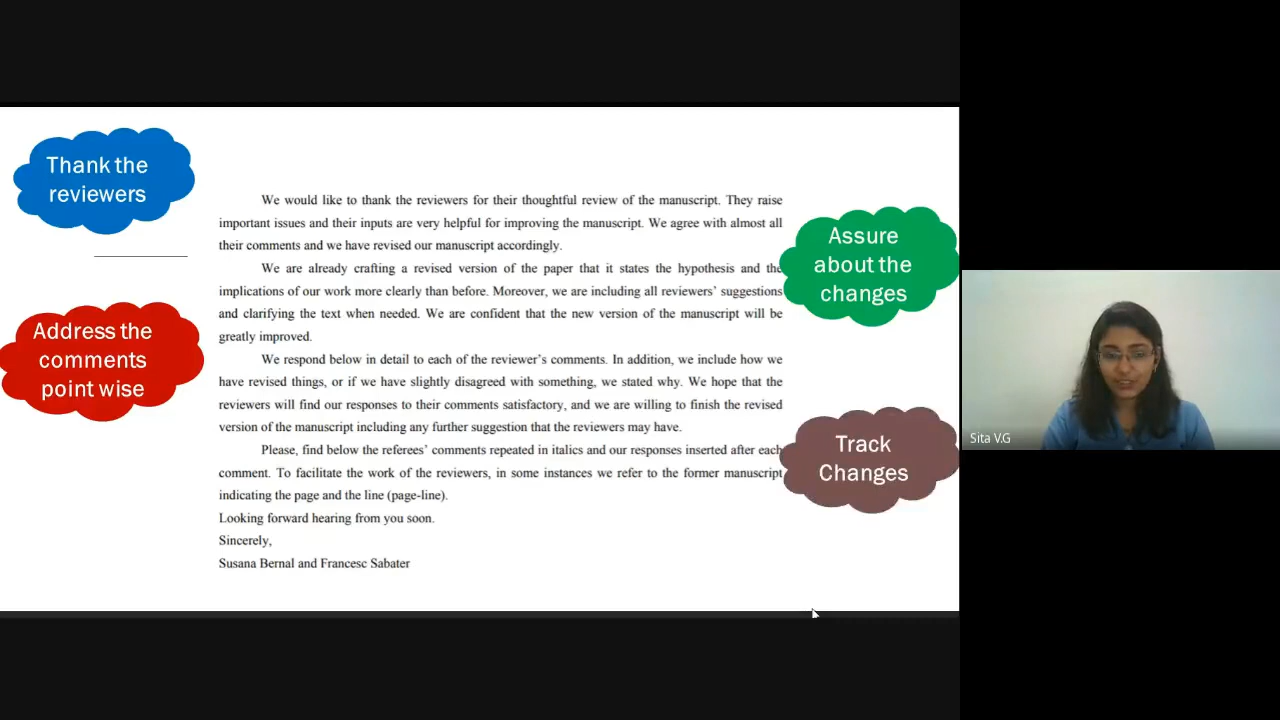 Thank the
reviewers
Address the
comments
point wise
We would like to thank the reviewers for their thoughtful review of the manuscript. They raise
important issues and their inputs are very helpful for improving the manuscript. We agree with almost all
their comments and we have revised our manuscript accordingly.
We are already crafting a revised version of the paper that it states the hypothesis and the
implications of our work more clearly than before. Moreover, we are including all reviewers' suggestions
and clarifying the text when needed. We are confident that the new version of the manuscript will be
greatly improved.
We respond below in detail to each of the reviewer's comments. In addition, we include how we
have revised things, or if we have slightly disagreed with something, we stated why. We hope that the
reviewers will find our responses to their comments satisfactory, and we are willing to finish the revised
version of the manuscript including any further suggestion that the reviewers may have.
Please, find below the referees' comments repeated in italics and our responses inserted after each
comment. To facilitate the work of the reviewers, in some instances we refer to the former manuscript
indicating the page and the line (page-line).
Looking forward hearing from you soon.
Sincerely,
Susana Bernal and Francesc Sabater
Assure
about the
changes
Track
Changes
Sita V.G